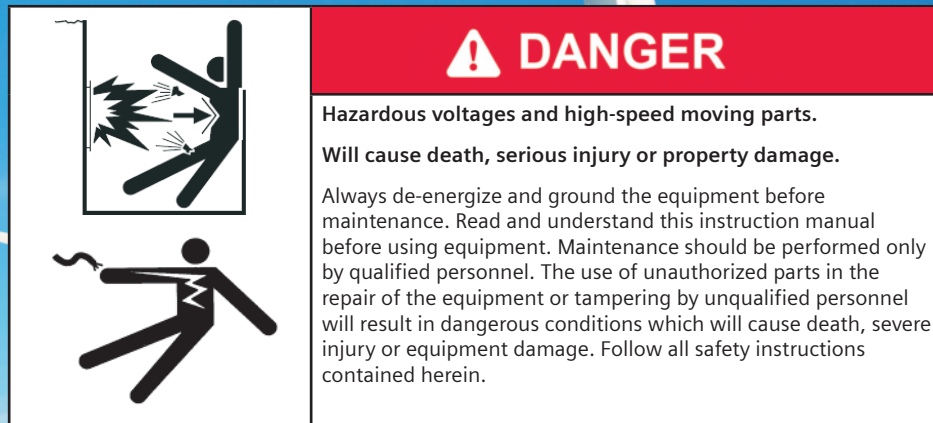 DANGER
Hazardous voltages and high-speed moving parts.
Will cause death, serious injury or property damage.
Always de-energize and ground the equipment before
maintenance. Read and understand this instruction manual
before using equipment. Maintenance should be performed only
by qualified personnel. The use of unauthorized parts in the
repair of the equipment or tampering by unqualified personnel
will result in dangerous conditions which will cause death, severe
injury or equipment damage. Follow all safety instructions
contained herein.